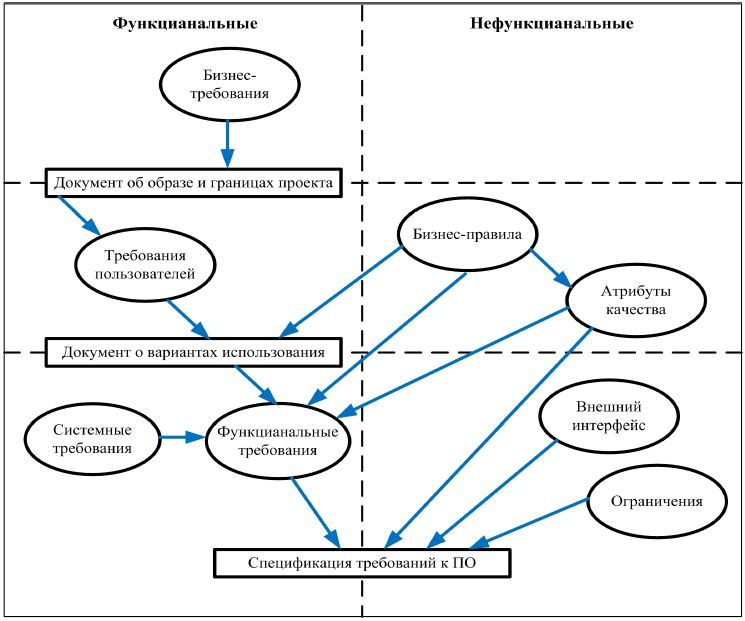 Функцианальные
Нефункцианальные
Бизнес-
требования
Документ об образе и границах проекта
Бизнес-правила
Требования
пользователей
Атрибуты
качества
Документ о вариантах использования
Внешний
интерфейс
Системные
требования
Функцианальные
требования
Ограничения
Спецификация требований к ПО